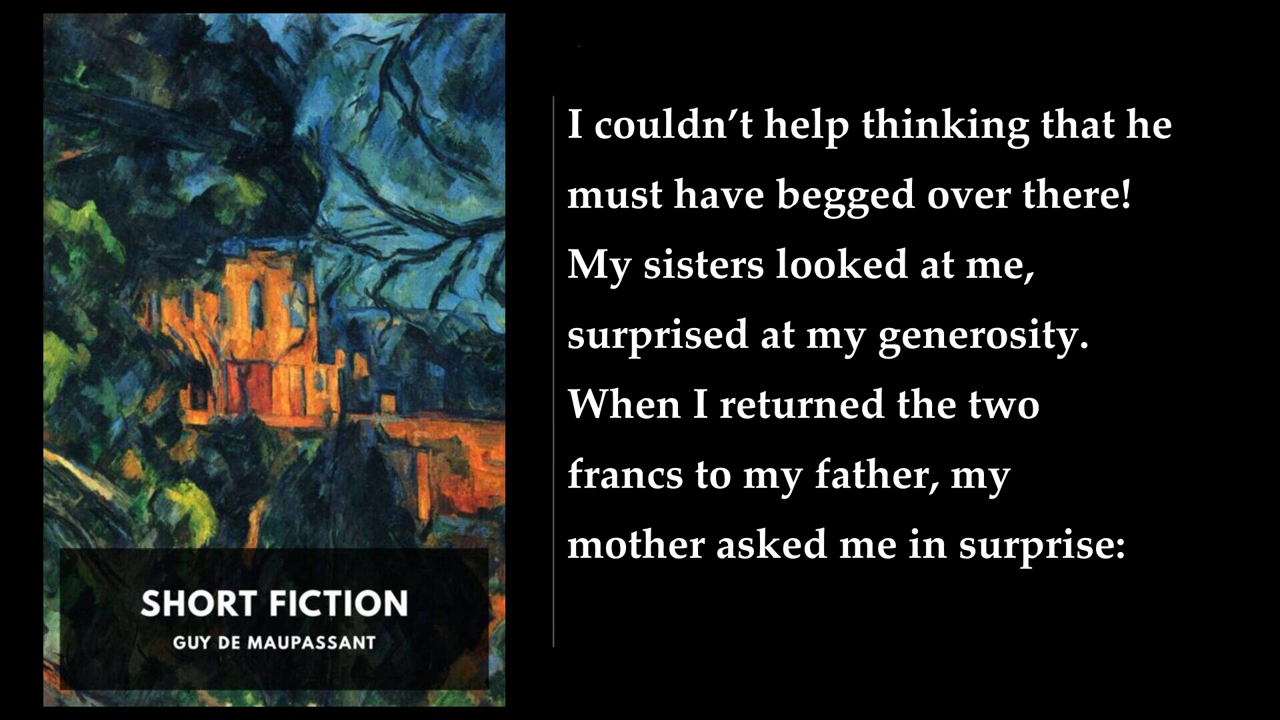 SHORT FICTION
GUY DE MAUPASSANT
I couldn’t help thinking that he
must have begged over there!
My sisters looked at me,
surprised at my generosity.
When I returned the two
francs to my father, my
mother asked me in surprise: